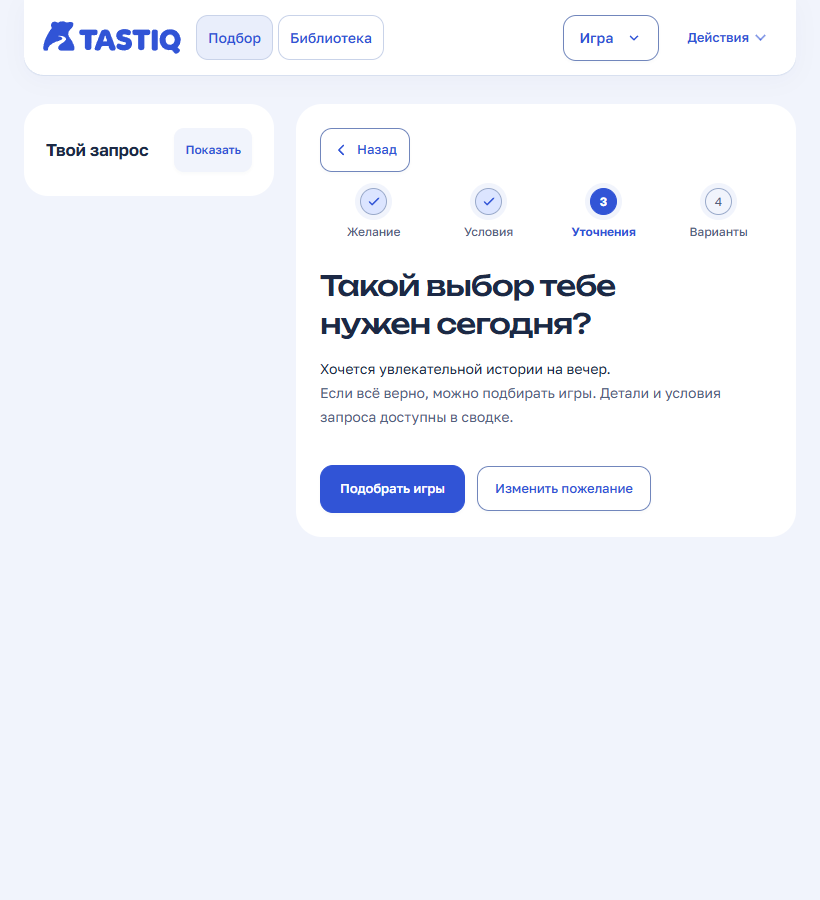 TASTIQ
Подбор
Библиотека
Игра
Действия
Твой запрос
Показать
Назад
3
4
Желание
Условия
Уточнения
Варианты
Такой выбор тебе
нужен сегодня?
Хочется увлекательной истории на вечер.
Если всё верно, можно подбирать игры. Детали и условия
запроса доступны в сводке.
Подобрать игры
Изменить пожелание